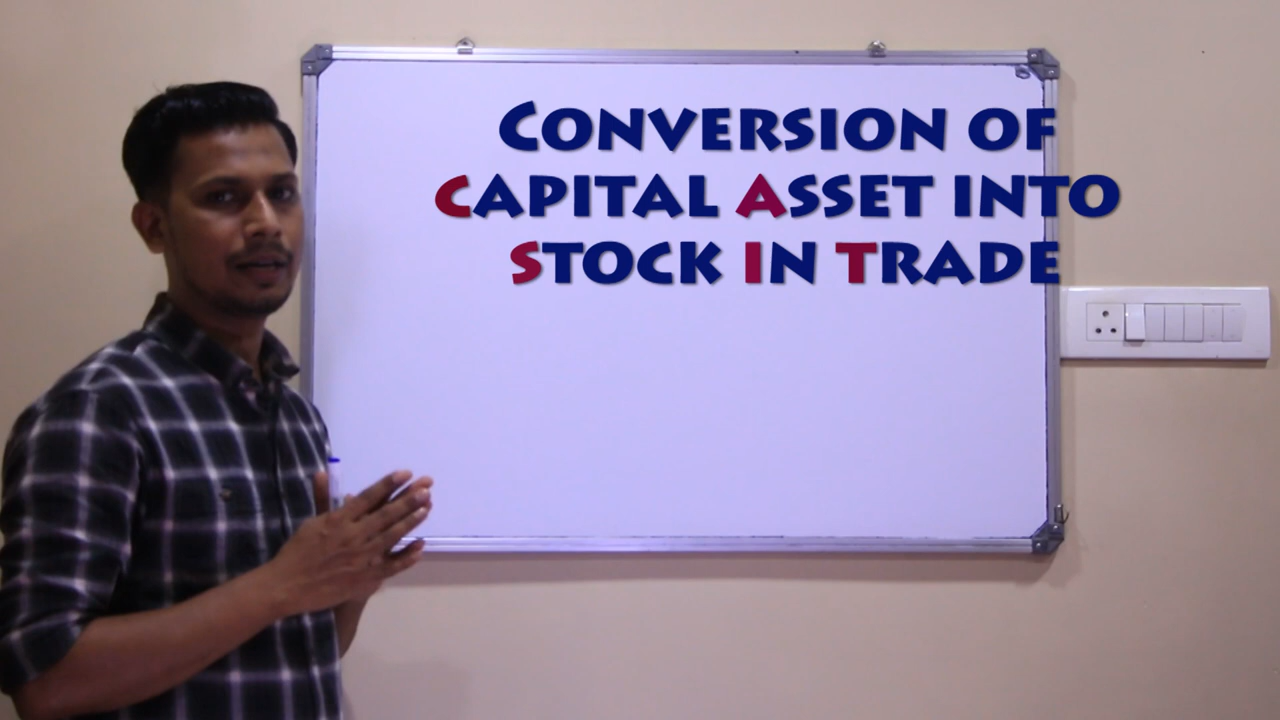 Conversion of
Capital Asset into
Stock In Trade